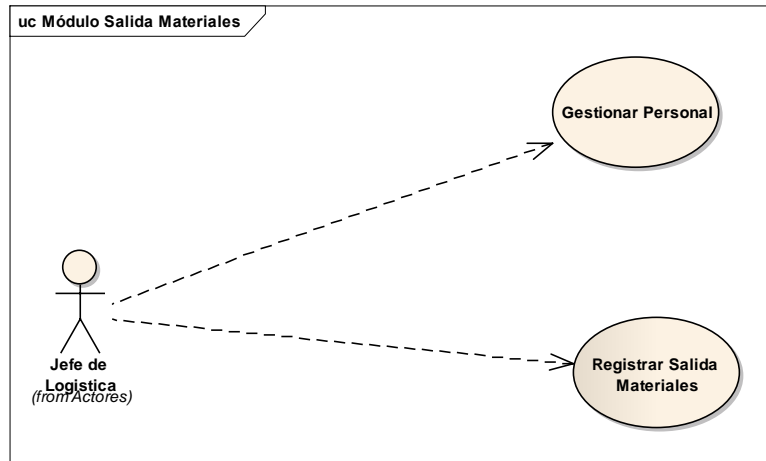 uc Módulo Salida Materiales
Gestionar Personal
Jefe de
Logistica
(from Actores)
Registrar Salida
Materiales